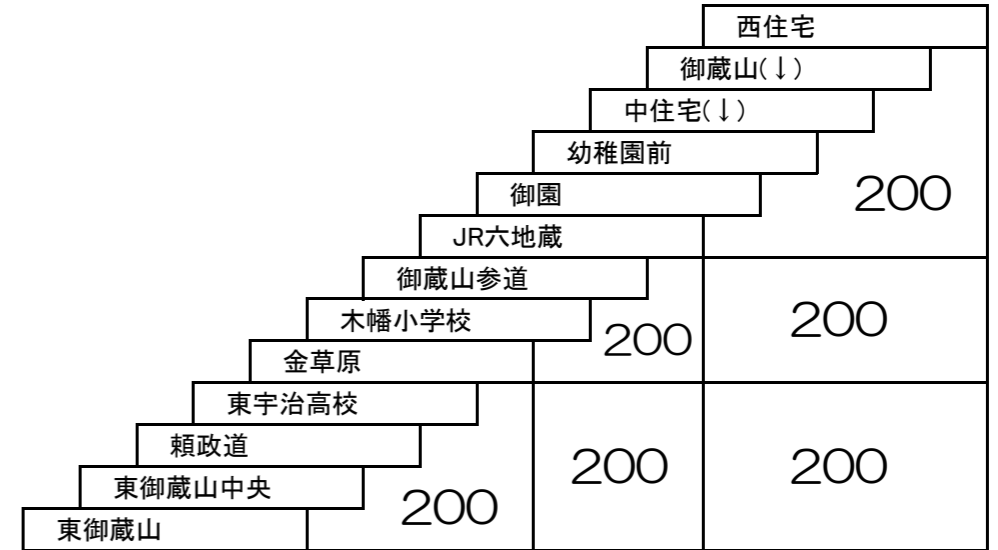 西住宅
御蔵山(↓)
中住宅(↓)
幼稚園前
御園
200
JR六地蔵
御蔵山参道
木幡小学校
200
200
金草原
東宇治高校
頼政道
200
200
東御蔵山中央
200
東御蔵山